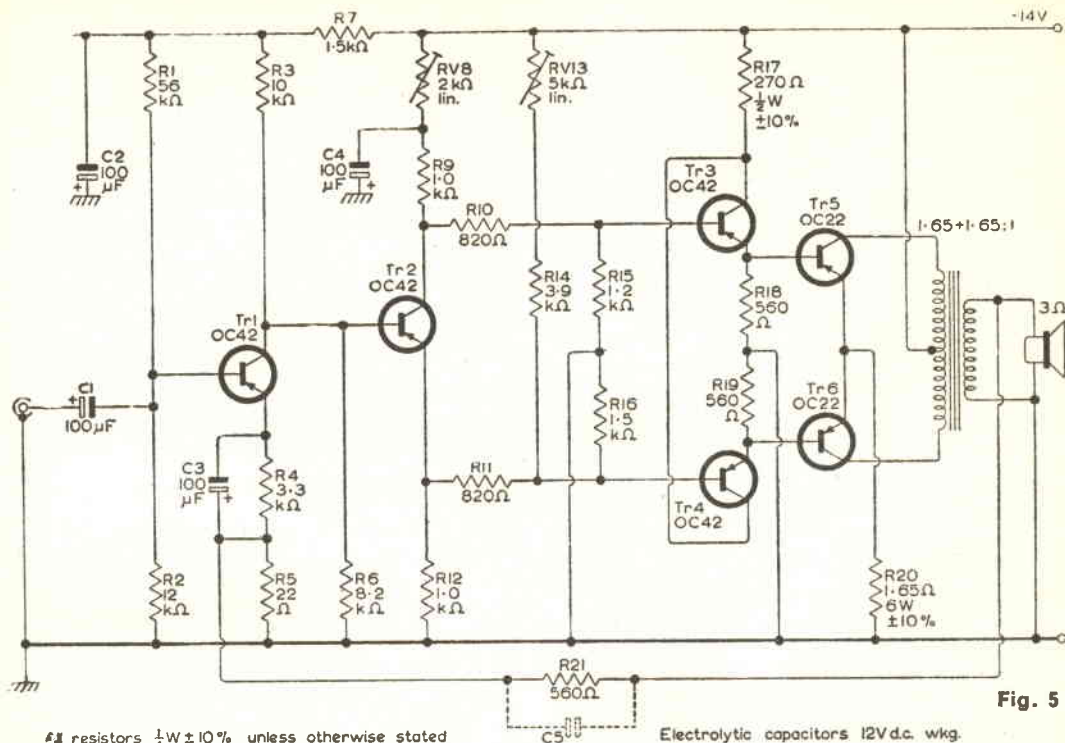 -14V
R7
1.5kΩ
R1
56
kΩ
R3
10
kΩ
RV8
2kΩ
lin.
RV13
5kΩ
lin.
R17
270Ω
½W
±10%
C2
100
µF
+
C4
100
µF
+
R9
1.0
kΩ
Tr3
OC42
Tr5
OC22
1.65+1.65:1
R10
820Ω
Tr2
OC42
R14
3.9
kΩ
R15
1.2
kΩ
R18
560
Ω
3Ω
Tr1
OC42
C1
+
100µF
R19
560
Ω
Tr6
OC22
R16
1.5
kΩ
C3
100
µF
+
R4
3.3
kΩ
R11
820Ω
Tr4
OC42
R2
12
kΩ
R5
22
Ω
R6
8.2
kΩ
R12
1.0
kΩ
R20
1.65Ω
6W
±10%
R21
560Ω
C5
Fig. 5
resistors ¼W ±10% unless otherwise stated
Electrolytic capacitors 12V d.c. wkg.